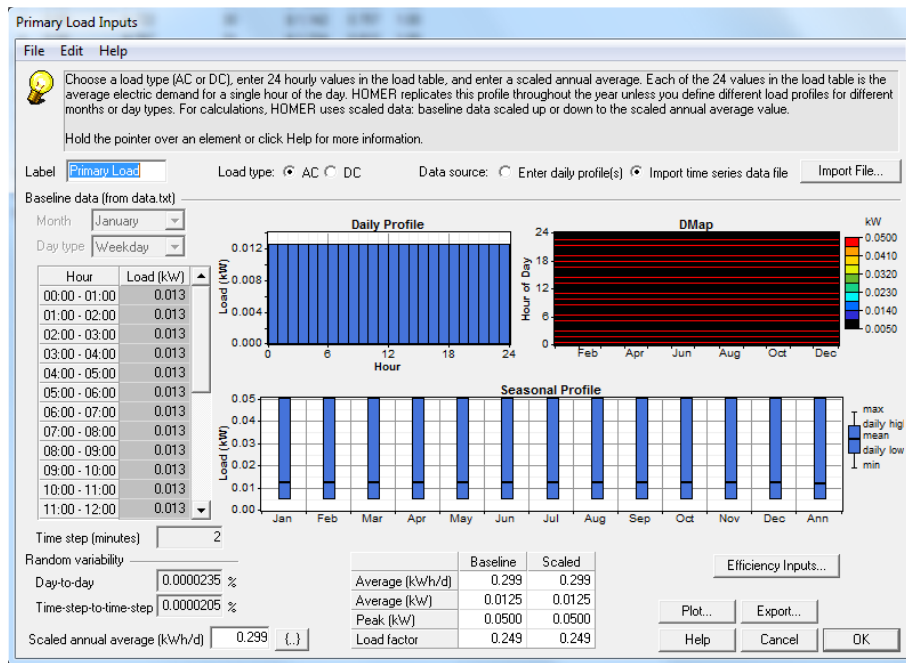 Primary Load Inputs
File Edit Help
Choose a load type (AC or DC), enter 24 hourly values in the load table, and enter a scaled annual average. Each of the 24 values in the load table is the
average electric demand for a single hour of the day. HOMER replicates this profile throughout the year unless you define different load profiles for different
months or day types. For calculations, HOMER uses scaled data: baseline data scaled up or down to the scaled annual average value.
Hold the pointer over an element or click Help for more information.
Label Primary Load Load type: AC DC Data source: Enter daily profile(s) Import time series data file Import File...
Baseline data (from data.txt)
Month January
Day type Weekday
Hour Load (kW)
00:00 - 01:00 0.013
01:00 - 02:00 0.013
02:00 - 03:00 0.013
03:00 - 04:00 0.013
04:00 - 05:00 0.013
05:00 - 06:00 0.013
06:00 - 07:00 0.013
07:00 - 08:00 0.013
08:00 - 09:00 0.013
09:00 - 10:00 0.013
10:00 - 11:00 0.013
11:00 - 12:00 0.013
Daily Profile
Load (kW)
0.012
0.008
0.004
0.000
0 6 12 18 24
Hour
DMap
Hour of Day
24
18
12
6
0
Feb Apr Jun Aug Oct Dec
kW
0.0500
0.0410
0.0320
0.0230
0.0140
0.0050
Seasonal Profile
Load (kW)
0.05
0.04
0.03
0.02
0.01
0.00
Jan Feb Mar Apr May Jun Jul Aug Sep Oct Nov Dec Ann
max
daily hig
mean
daily low
min
Time step (minutes) 2
Random variability
Day-to-day 0.0000235 %
Time-step-to-time-step 0.0000205 %
Scaled annual average (kWh/d) 0.299 {..}
Baseline Scaled
Average (kWh/d) 0.299 0.299
Average (kW) 0.0125 0.0125
Peak (kW) 0.0500 0.0500
Load factor 0.249 0.249
Efficiency Inputs...
Plot... Export...
Help Cancel OK